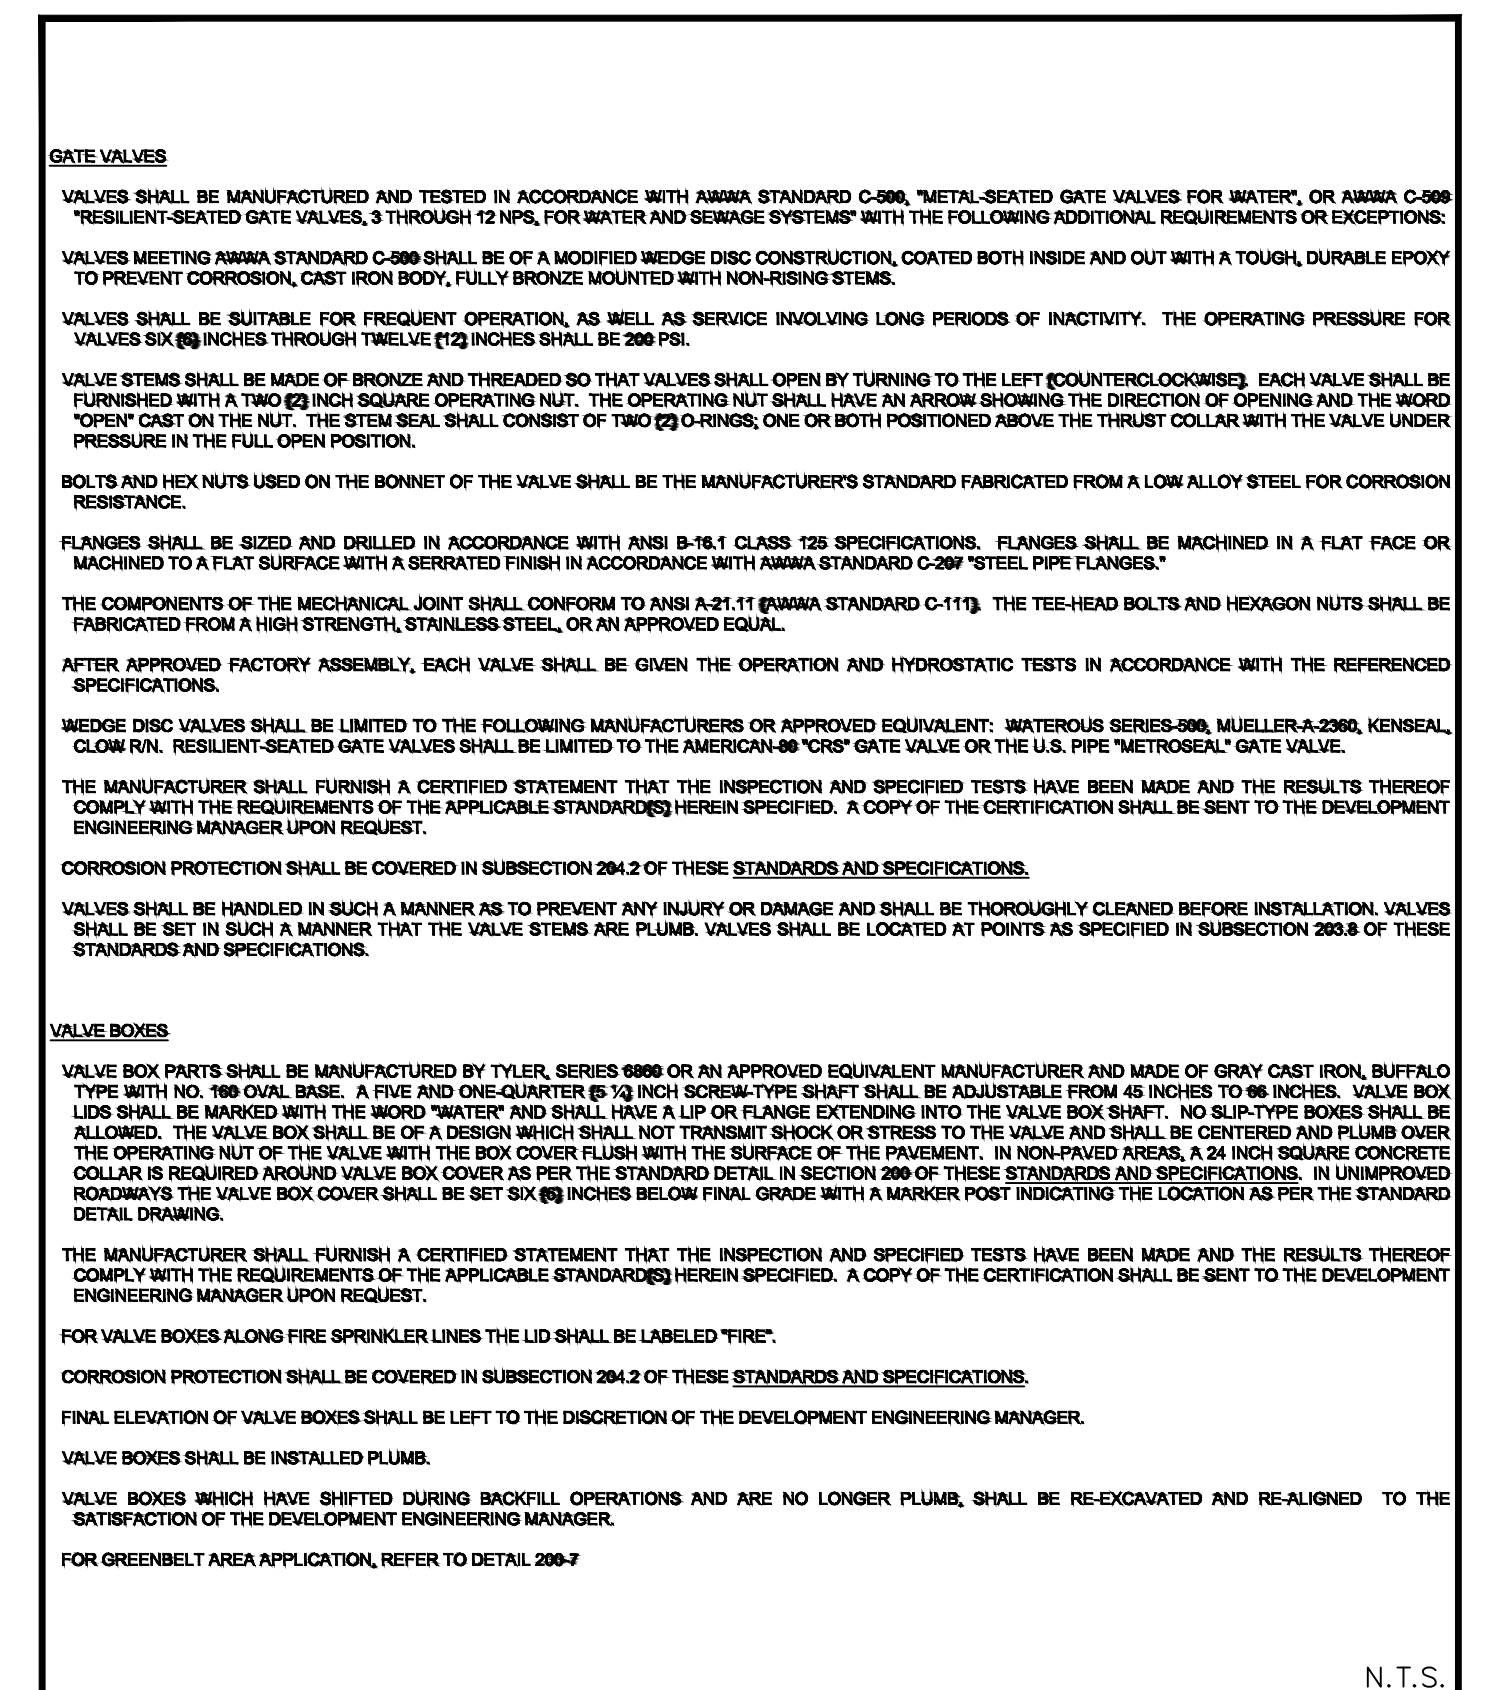 GATE VALVES
VALVES SHALL BE MANUFACTURED AND TESTED IN ACCORDANCE WITH AWWA STANDARD C-500, "METAL-SEATED GATE VALVES FOR WATER", OR AWWA C-509
"RESILIENT-SEATED GATE VALVES, 3 THROUGH 12 NPS, FOR WATER AND SEWAGE SYSTEMS" WITH THE FOLLOWING ADDITIONAL REQUIREMENTS OR EXCEPTIONS:
VALVES MEETING AWWA STANDARD C-500 SHALL BE OF A MODIFIED WEDGE DISC CONSTRUCTION, COATED BOTH INSIDE AND OUT WITH A TOUGH, DURABLE EPOXY
TO PREVENT CORROSION, CAST IRON BODY, FULLY BRONZE MOUNTED WITH NON-RISING STEMS.
VALVES SHALL BE SUITABLE FOR FREQUENT OPERATION, AS WELL AS SERVICE INVOLVING LONG PERIODS OF INACTIVITY. THE OPERATING PRESSURE FOR
VALVES SIX (6) INCHES THROUGH TWELVE (12) INCHES SHALL BE 200 PSI.
VALVE STEMS SHALL BE MADE OF BRONZE AND THREADED SO THAT VALVES SHALL OPEN BY TURNING TO THE LEFT (COUNTERCLOCKWISE). EACH VALVE SHALL BE
FURNISHED WITH A TWO (2) INCH SQUARE OPERATING NUT. THE OPERATING NUT SHALL HAVE AN ARROW SHOWING THE DIRECTION OF OPENING AND THE WORD
"OPEN" CAST ON THE NUT. THE STEM SEAL SHALL CONSIST OF TWO (2) O-RINGS; ONE OR BOTH POSITIONED ABOVE THE THRUST COLLAR WITH THE VALVE UNDER
PRESSURE IN THE FULL OPEN POSITION.
BOLTS AND HEX NUTS USED ON THE BONNET OF THE VALVE SHALL BE THE MANUFACTURER'S STANDARD FABRICATED FROM A LOW ALLOY STEEL FOR CORROSION
RESISTANCE.
FLANGES SHALL BE SIZED AND DRILLED IN ACCORDANCE WITH ANSI B-16.1 CLASS 125 SPECIFICATIONS. FLANGES SHALL BE MACHINED IN A FLAT FACE OR
MACHINED TO A FLAT SURFACE WITH A SERRATED FINISH IN ACCORDANCE WITH AWWA STANDARD C-207 "STEEL PIPE FLANGES."
THE COMPONENTS OF THE MECHANICAL JOINT SHALL CONFORM TO ANSI A-21.11 (AWWA STANDARD C-111). THE TEE-HEAD BOLTS AND HEXAGON NUTS SHALL BE
FABRICATED FROM A HIGH STRENGTH, STAINLESS STEEL, OR AN APPROVED EQUAL.
AFTER APPROVED FACTORY ASSEMBLY, EACH VALVE SHALL BE GIVEN THE OPERATION AND HYDROSTATIC TESTS IN ACCORDANCE WITH THE REFERENCED
SPECIFICATIONS.
WEDGE DISC VALVES SHALL BE LIMITED TO THE FOLLOWING MANUFACTURERS OR APPROVED EQUIVALENT: WATEROUS SERIES-500, MUELLER-A-2360, KENSEAL,
CLOW R/N. RESILIENT-SEATED GATE VALVES SHALL BE LIMITED TO THE AMERICAN-80 "CRS" GATE VALVE OR THE U.S. PIPE "METROSEAL" GATE VALVE.
THE MANUFACTURER SHALL FURNISH A CERTIFIED STATEMENT THAT THE INSPECTION AND SPECIFIED TESTS HAVE BEEN MADE AND THE RESULTS THEREOF
COMPLY WITH THE REQUIREMENTS OF THE APPLICABLE STANDARD(S) HEREIN SPECIFIED. A COPY OF THE CERTIFICATION SHALL BE SENT TO THE DEVELOPMENT
ENGINEERING MANAGER UPON REQUEST.
CORROSION PROTECTION SHALL BE COVERED IN SUBSECTION 204.2 OF THESE STANDARDS AND SPECIFICATIONS.
VALVES SHALL BE HANDLED IN SUCH A MANNER AS TO PREVENT ANY INJURY OR DAMAGE AND SHALL BE THOROUGHLY CLEANED BEFORE INSTALLATION. VALVES
SHALL BE SET IN SUCH A MANNER THAT THE VALVE STEMS ARE PLUMB. VALVES SHALL BE LOCATED AT POINTS AS SPECIFIED IN SUBSECTION 203.8 OF THESE
STANDARDS AND SPECIFICATIONS.
VALVE BOXES
VALVE BOX PARTS SHALL BE MANUFACTURED BY TYLER, SERIES 6860 OR AN APPROVED EQUIVALENT MANUFACTURER AND MADE OF GRAY CAST IRON, BUFFALO
TYPE WITH NO. 160 OVAL BASE. A FIVE AND ONE-QUARTER (5 ¼) INCH SCREW-TYPE SHAFT SHALL BE ADJUSTABLE FROM 45 INCHES TO 66 INCHES. VALVE BOX
LIDS SHALL BE MARKED WITH THE WORD "WATER" AND SHALL HAVE A LIP OR FLANGE EXTENDING INTO THE VALVE BOX SHAFT. NO SLIP-TYPE BOXES SHALL BE
ALLOWED. THE VALVE BOX SHALL BE OF A DESIGN WHICH SHALL NOT TRANSMIT SHOCK OR STRESS TO THE VALVE AND SHALL BE CENTERED AND PLUMB OVER
THE OPERATING NUT OF THE VALVE WITH THE BOX COVER FLUSH WITH THE SURFACE OF THE PAVEMENT. IN NON-PAVED AREAS, A 24 INCH SQUARE CONCRETE
COLLAR IS REQUIRED AROUND VALVE BOX COVER AS PER THE STANDARD DETAIL IN SECTION 200 OF THESE STANDARDS AND SPECIFICATIONS. IN UNIMPROVED
ROADWAYS THE VALVE BOX COVER SHALL BE SET SIX (6) INCHES BELOW FINAL GRADE WITH A MARKER POST INDICATING THE LOCATION AS PER THE STANDARD
DETAIL DRAWING.
THE MANUFACTURER SHALL FURNISH A CERTIFIED STATEMENT THAT THE INSPECTION AND SPECIFIED TESTS HAVE BEEN MADE AND THE RESULTS THEREOF
COMPLY WITH THE REQUIREMENTS OF THE APPLICABLE STANDARD(S) HEREIN SPECIFIED. A COPY OF THE CERTIFICATION SHALL BE SENT TO THE DEVELOPMENT
ENGINEERING MANAGER UPON REQUEST.
FOR VALVE BOXES ALONG FIRE SPRINKLER LINES THE LID SHALL BE LABELED "FIRE".
CORROSION PROTECTION SHALL BE COVERED IN SUBSECTION 204.2 OF THESE STANDARDS AND SPECIFICATIONS.
FINAL ELEVATION OF VALVE BOXES SHALL BE LEFT TO THE DISCRETION OF THE DEVELOPMENT ENGINEERING MANAGER.
VALVE BOXES SHALL BE INSTALLED PLUMB.
VALVE BOXES WHICH HAVE SHIFTED DURING BACKFILL OPERATIONS AND ARE NO LONGER PLUMB, SHALL BE RE-EXCAVATED AND RE-ALIGNED TO THE
SATISFACTION OF THE DEVELOPMENT ENGINEERING MANAGER.
FOR GREENBELT AREA APPLICATION, REFER TO DETAIL 200-7
N.T.S.